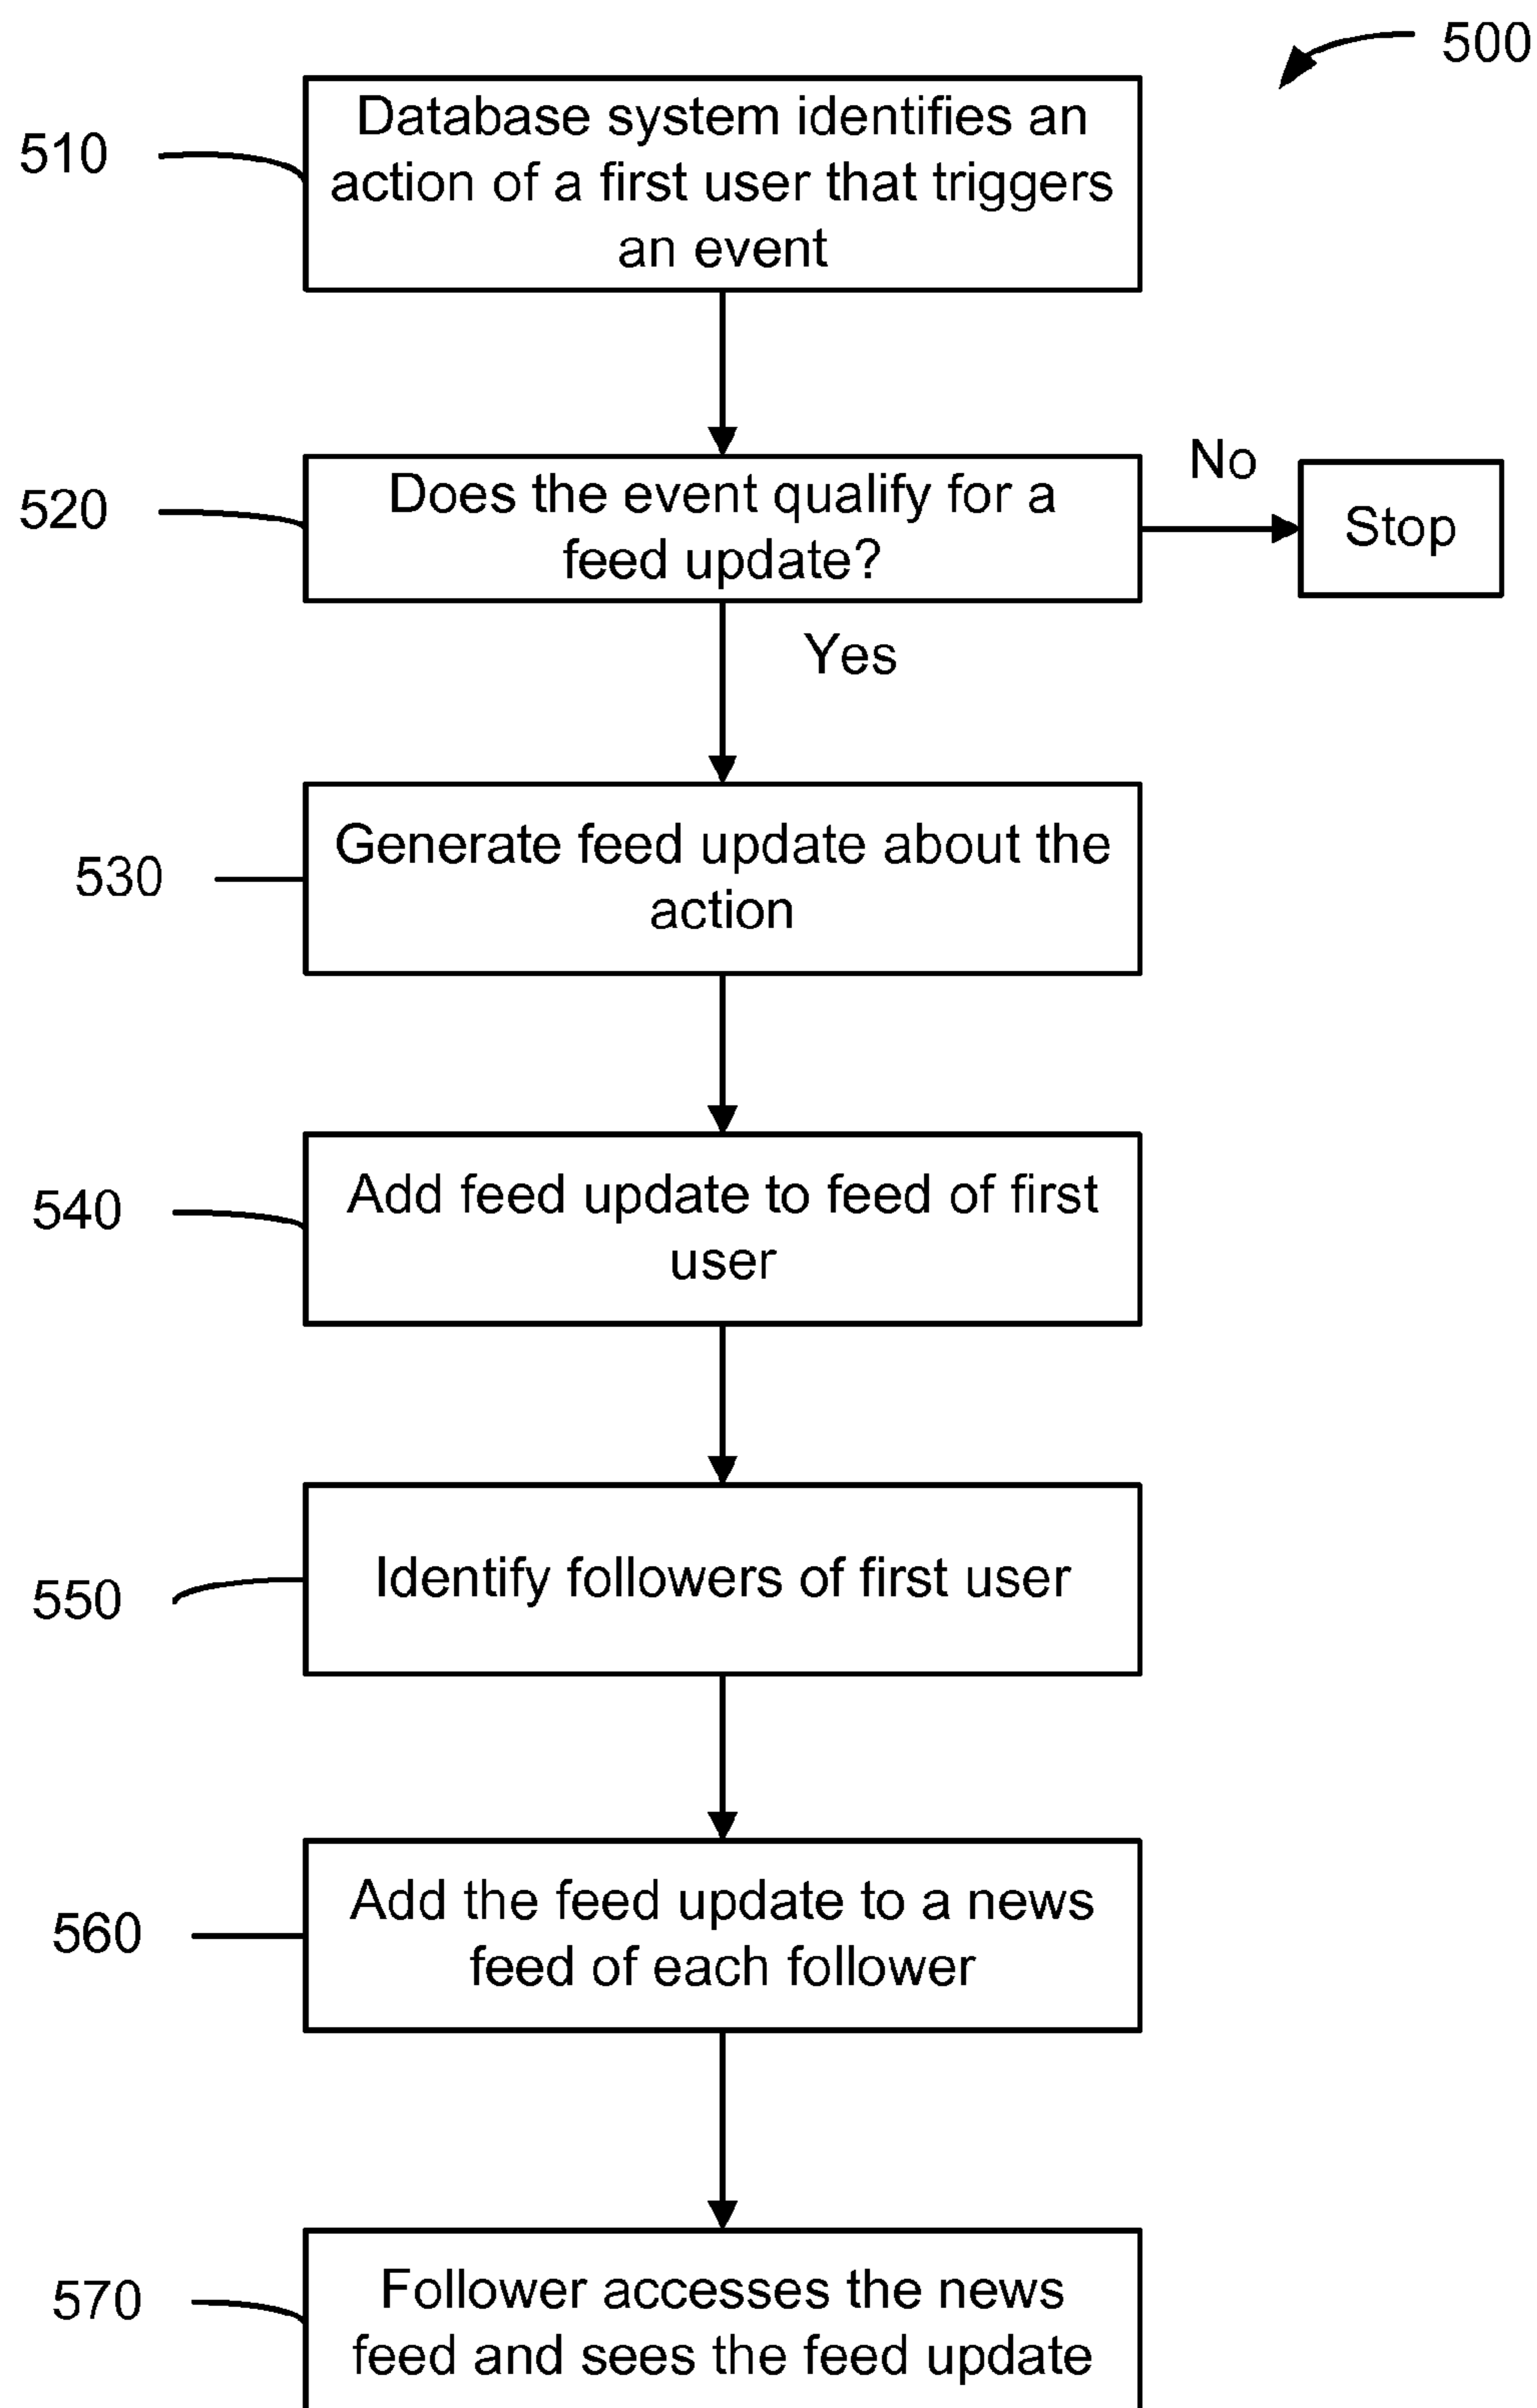 500
510
Database system identifies an
action of a first user that triggers
an event
520
Does the event qualify for a
feed update?
No
Stop
Yes
530
Generate feed update about the
action
540
Add feed update to feed of first
user
550
Identify followers of first user
560
Add the feed update to a news
feed of each follower
570
Follower accesses the news
feed and sees the feed update